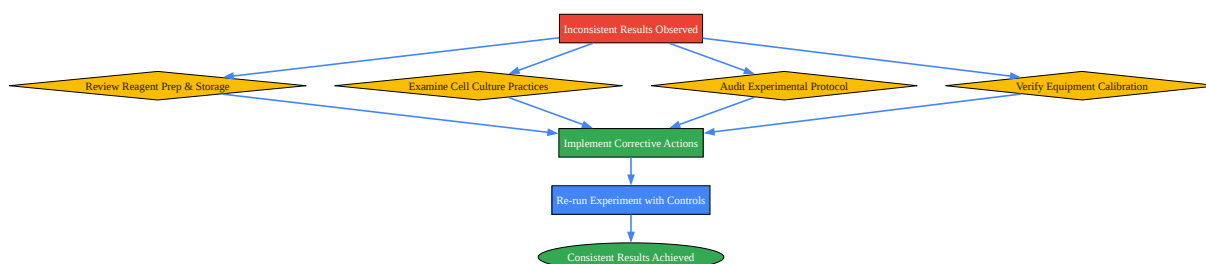 Inconsistent Results Observed
Review Reagent Prep & Storage
Examine Cell Culture Practices
Audit Experimental Protocol
Verify Equipment Calibration
Implement Corrective Actions
Re-run Experiment with Controls
Consistent Results Achieved